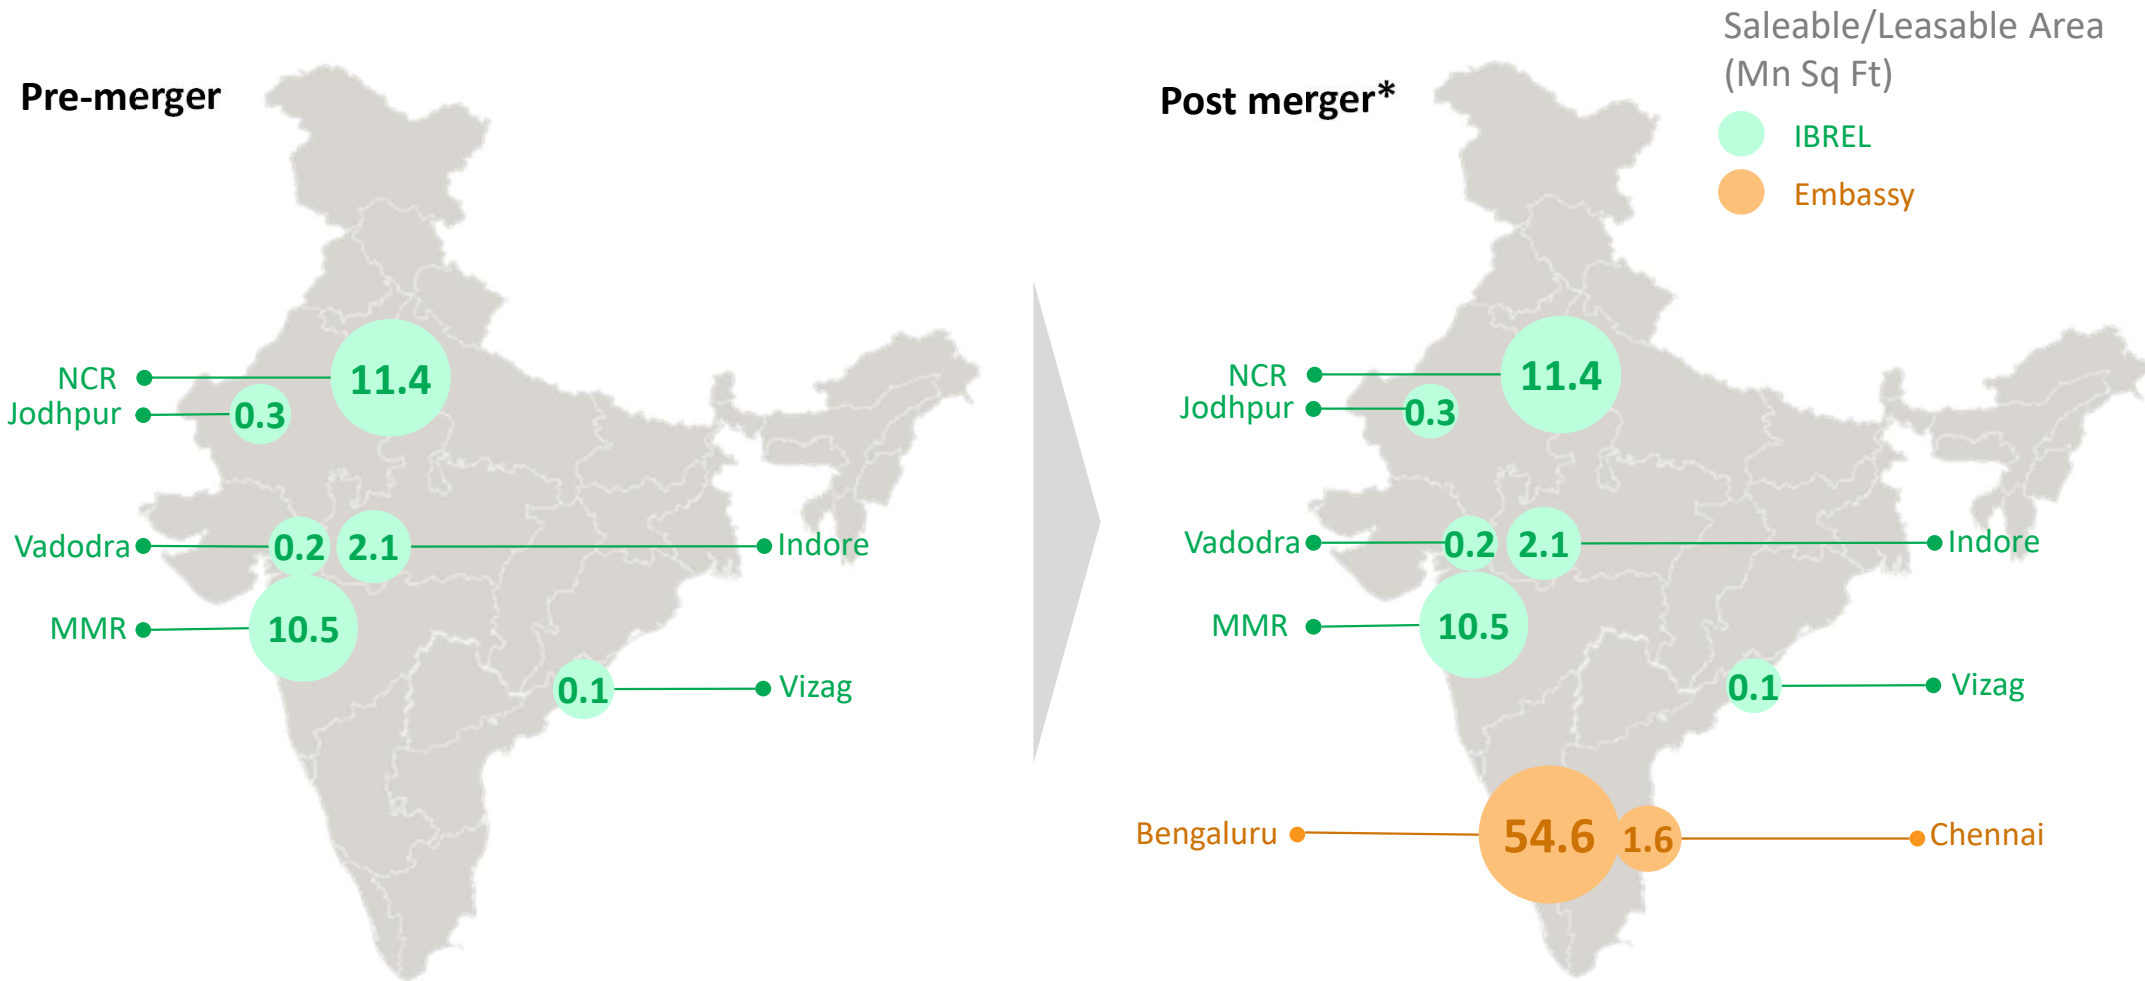 Saleable/Leasable Area
(Mn Sq Ft)
IBREL
Embassy
Pre-merger
NCR
11.4
Jodhpur
0.3
Vadodra
0.2
2.1
Indore
MMR
10.5
0.1
Vizag
Post merger*
NCR
11.4
Jodhpur
0.3
Vadodra
0.2
2.1
Indore
MMR
10.5
0.1
Vizag
Bengaluru
54.6
1.6
Chennai